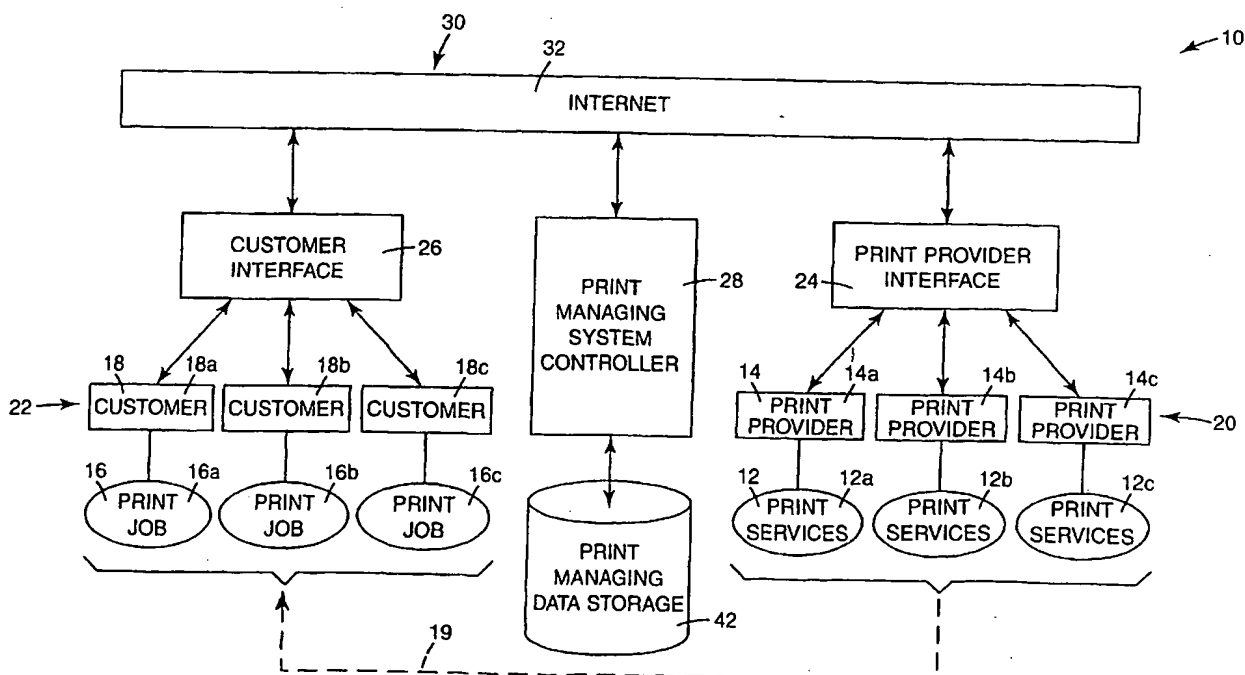 30
10
32
INTERNET
CUSTOMER
INTERFACE
26
PRINT
MANAGING
SYSTEM
CONTROLLER
28
PRINT PROVIDER
INTERFACE
24
18
18a
18b
18c
22
CUSTOMER
CUSTOMER
CUSTOMER
14
14a
14b
14c
PRINT
PROVIDER
PRINT
PROVIDER
PRINT
PROVIDER
20
16
16a
16b
16c
PRINT
JOB
PRINT
JOB
PRINT
JOB
PRINT
MANAGING
DATA STORAGE
42
12
12a
12b
12c
PRINT
SERVICES
PRINT
SERVICES
PRINT
SERVICES
19